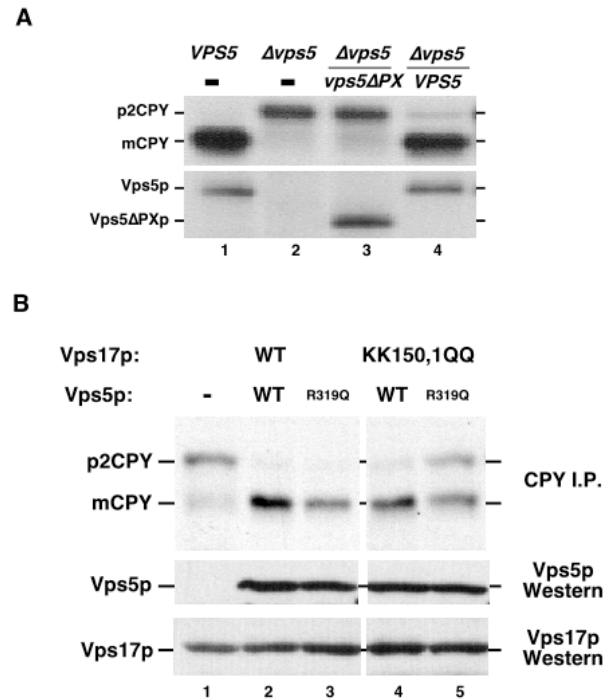 A
VPS5 Δvps5 Δvps5 Δvps5
- - vps5ΔPX VPS5
p2CPY
mCPY
Vps5p
Vps5ΔPXp
1 2 3 4
B
Vps17p: WT KK150,1QQ
Vps5p: - WT R319Q WT R319Q
p2CPY
CPY I.P.
mCPY
Vps5p
Vps5p
Western
Vps17p
Vps17p
Western
1 2 3 4 5